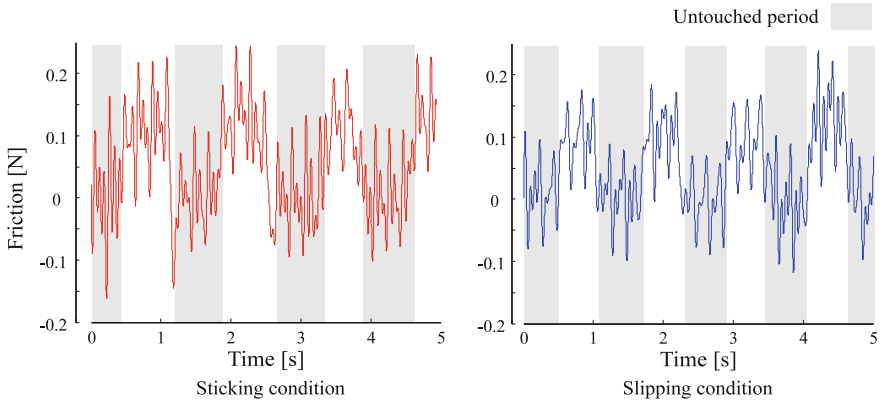 Untouched period
Friction [N]
0.2
0.1
0
-0.1
-0.2
0 1 2 3 4 5
Time [s]
Sticking condition
0.2
0.1
0
-0.1
-0.2
0 1 2 3 4 5
Time [s]
Slipping condition